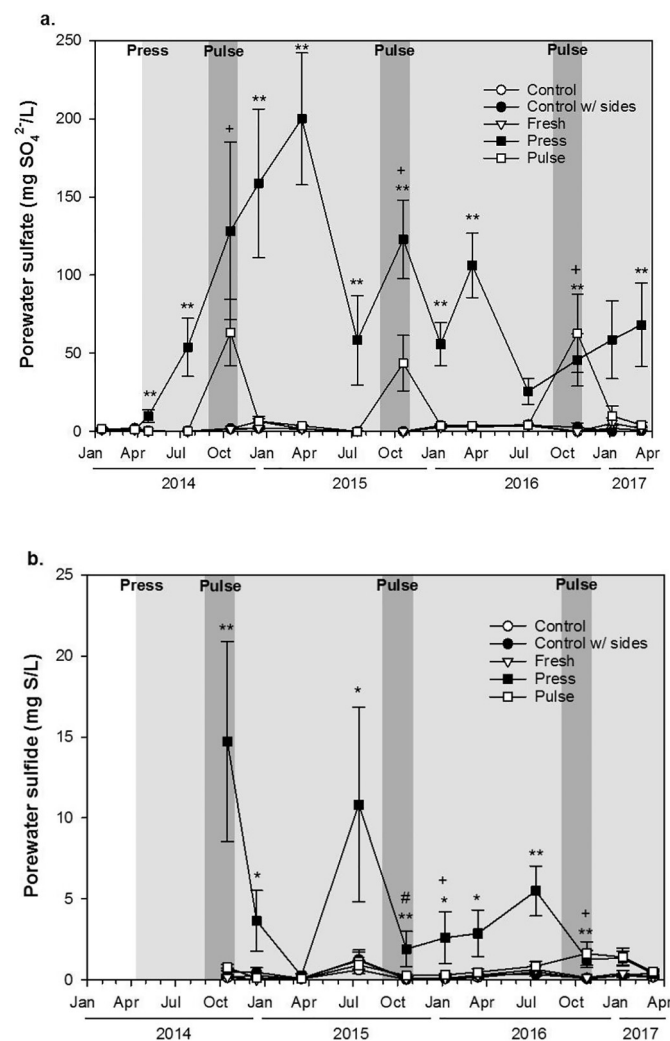 a.
Press Pulse Pulse Pulse
Porewater sulfate (mg SO₄²⁻/L)
250
200
150
100
50
0
Control
Control w/ sides
Fresh
Press
Pulse
** ** + ** ** ** + ** ** ** + ** **
Jan Apr Jul Oct Jan Apr Jul Oct Jan Apr Jul Oct Jan Apr
2014 2015 2016 2017
b.
Press Pulse Pulse Pulse
Porewater sulfide (mg S/L)
25
20
15
10
5
0
Control
Control w/ sides
Fresh
Press
Pulse
** * * # ** + * * ** + **
Jan Apr Jul Oct Jan Apr Jul Oct Jan Apr Jul Oct Jan Apr
2014 2015 2016 2017